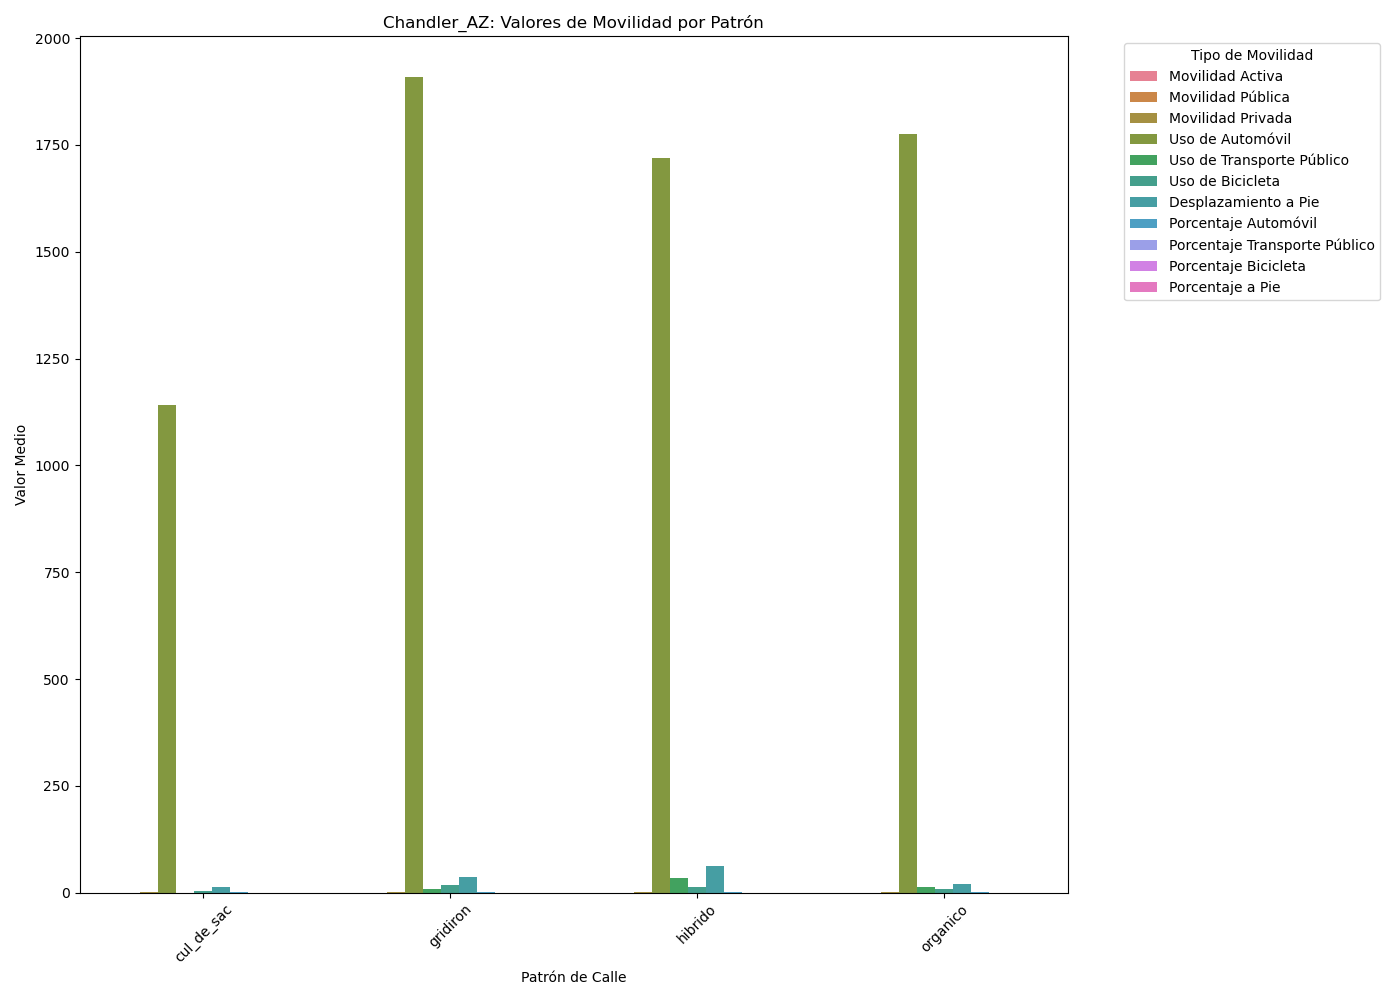 Chandler_AZ: Valores de Movilidad por Patrón
2000
1750
1500
1250
1000
750
500
250
0
Valor Medio
cul_de_sac
gridiron
hibrido
organico
Patrón de Calle
Tipo de Movilidad
Movilidad Activa
Movilidad Pública
Movilidad Privada
Uso de Automóvil
Uso de Transporte Público
Uso de Bicicleta
Desplazamiento a Pie
Porcentaje Automóvil
Porcentaje Transporte Público
Porcentaje Bicicleta
Porcentaje a Pie